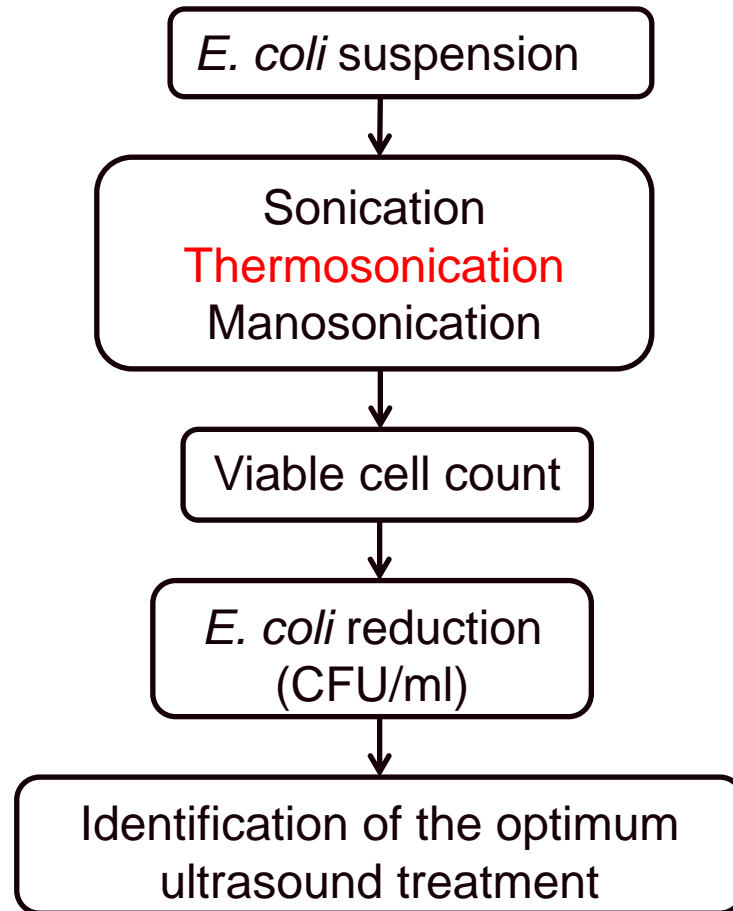 E. coli suspension
Sonication
Thermosonication
Manosonication
Viable cell count
E. coli reduction
(CFU/ml)
Identification of the optimum
ultrasound treatment